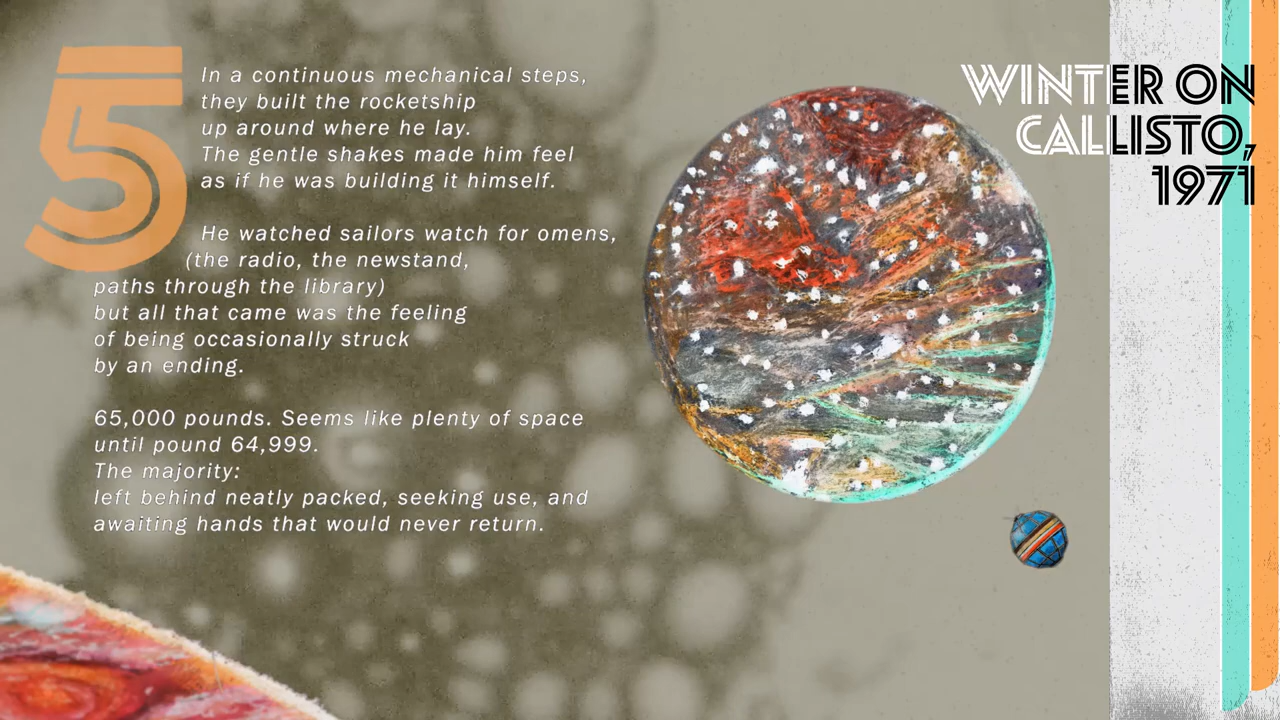 5
In a continuous mechanical steps,
they built the rocketship
up around where he lay.
The gentle shakes made him feel
as if he was building it himself.
He watched sailors watch for omens,
(the radio, the newstand,
paths through the library)
but all that came was the feeling
of being occasionally struck
by an ending.
65,000 pounds. Seems like plenty of space
until pound 64,999.
The majority:
left behind neatly packed, seeking use, and
awaiting hands that would never return.
WINTER ON
CALLISTO,
1971